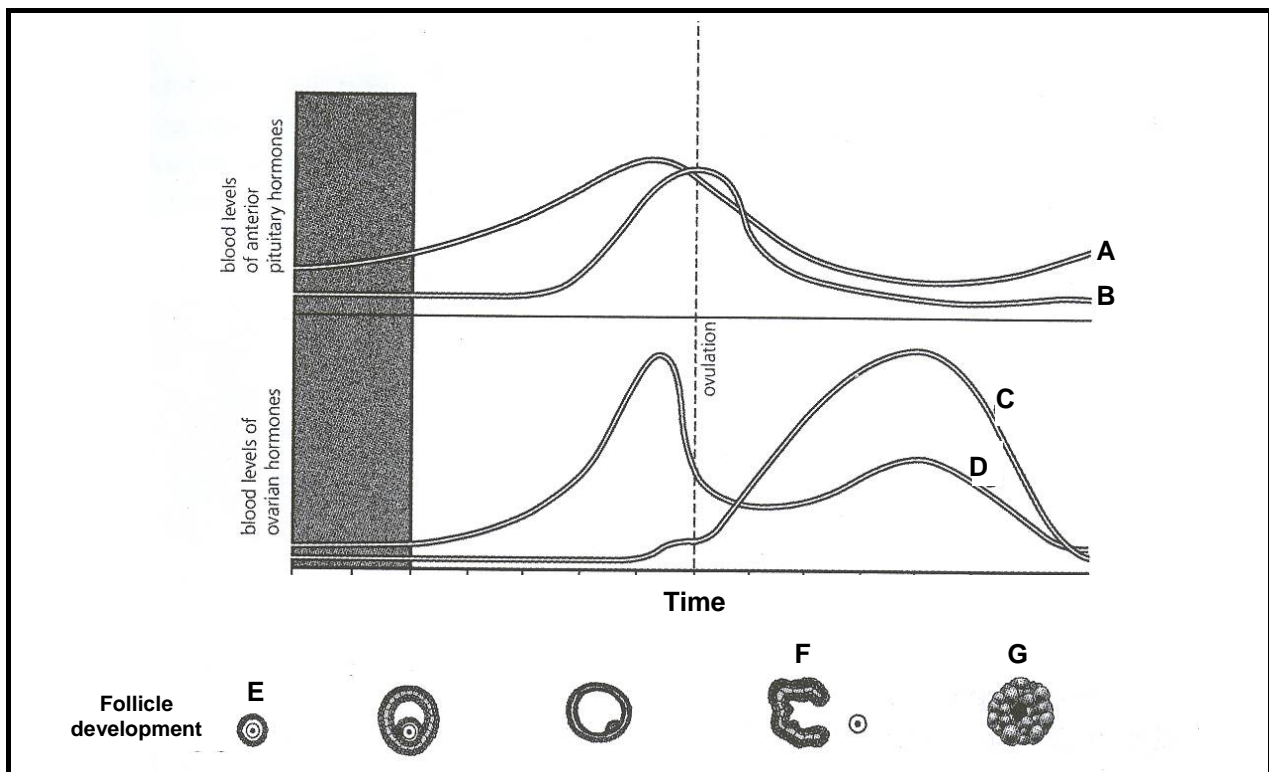 blood levels
of anterior
pituitary hormones
A
B
ovulation
blood levels of
ovarian hormones
C
D
Time
E
F
G
Follicle
development